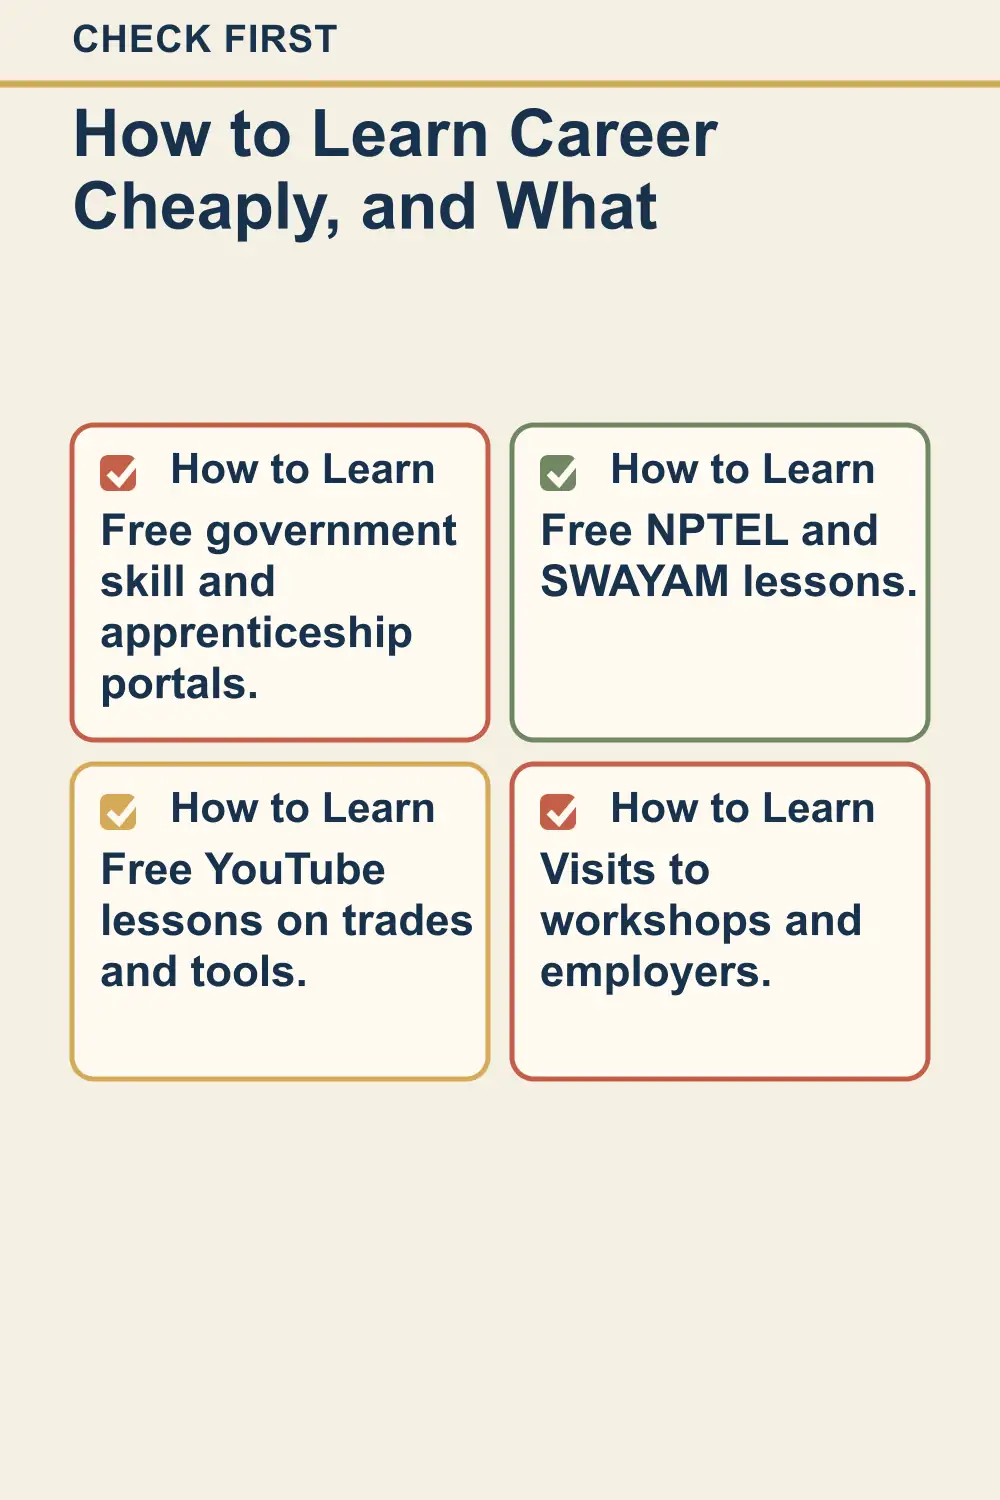 CHECK FIRST
How to Learn Career
Cheaply, and What
How to Learn
Free government
skill and
apprenticeship
portals.
How to Learn
Free NPTEL and
SWAYAM lessons.
How to Learn
Free YouTube
lessons on trades
and tools.
How to Learn
Visits to
workshops and
employers.